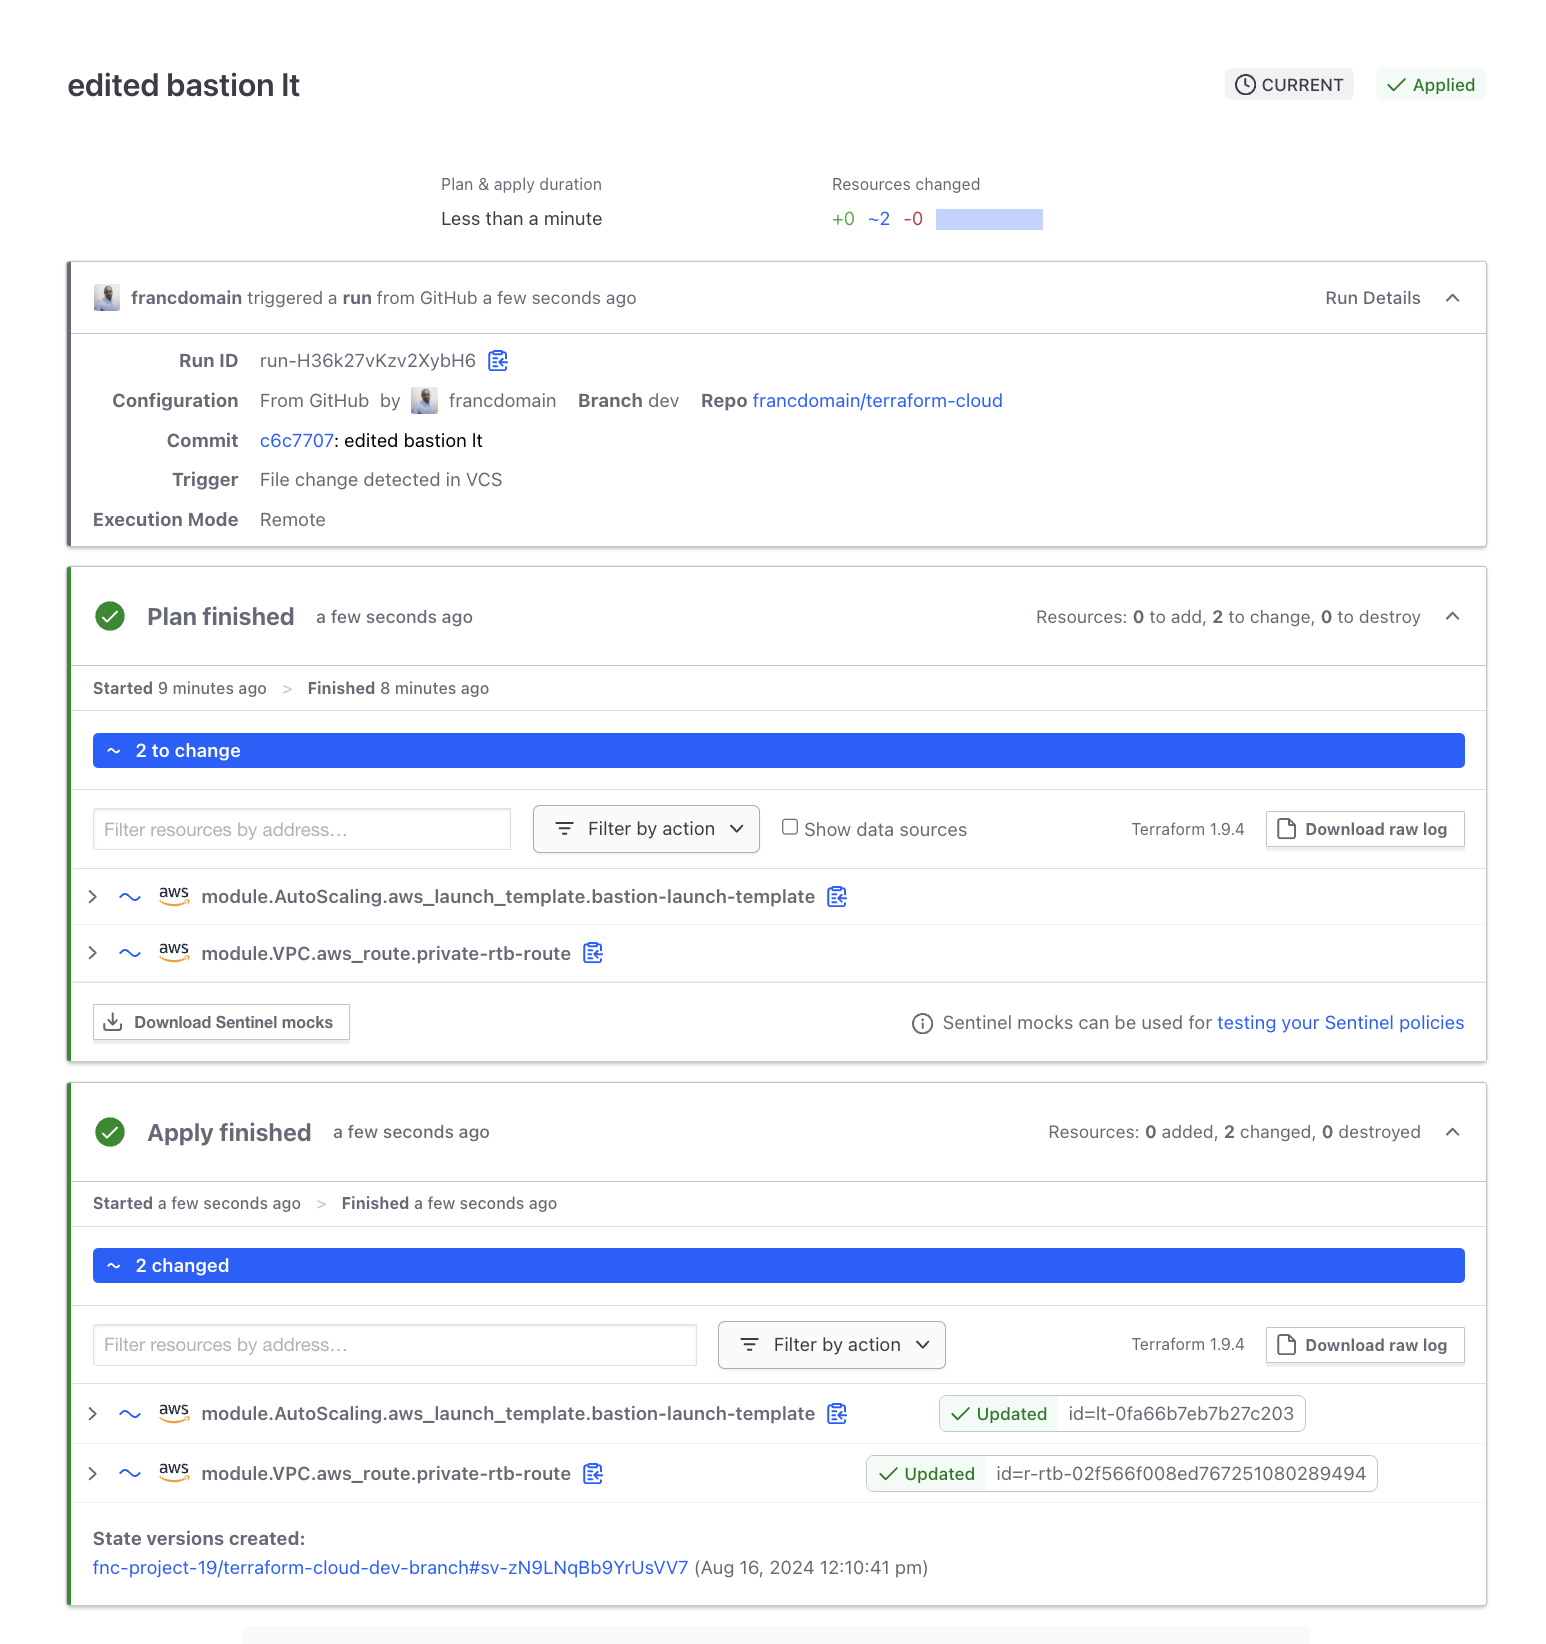 edited bastion lt
CURRENT
Applied
Plan & apply duration
Resources changed
Less than a minute
+0 ~2 -0
francdomain triggered a run from GitHub a few seconds ago
Run Details
Run ID run-H36k27vKzv2XybH6
Configuration From GitHub by francdomain Branch dev Repo francdomain/terraform-cloud
Commit c6c7707: edited bastion lt
Trigger File change detected in VCS
Execution Mode Remote
Plan finished a few seconds ago
Resources: 0 to add, 2 to change, 0 to destroy
Started 9 minutes ago > Finished 8 minutes ago
~ 2 to change
Filter resources by address...
Filter by action
Show data sources
Terraform 1.9.4
Download raw log
aws module.AutoScaling.aws_launch_template.bastion-launch-template
aws module.VPC.aws_route.private-rtb-route
Download Sentinel mocks
Sentinel mocks can be used for testing your Sentinel policies
Apply finished a few seconds ago
Resources: 0 added, 2 changed, 0 destroyed
Started a few seconds ago > Finished a few seconds ago
~ 2 changed
Filter resources by address...
Filter by action
Terraform 1.9.4
Download raw log
aws module.AutoScaling.aws_launch_template.bastion-launch-template Updated id=lt-0fa66b7eb7b27c203
aws module.VPC.aws_route.private-rtb-route Updated id=r-rtb-02f566f008ed767251080289494
State versions created:
fnc-project-19/terraform-cloud-dev-branch#sv-zN9LNqBb9YrUsVV7 (Aug 16, 2024 12:10:41 pm)